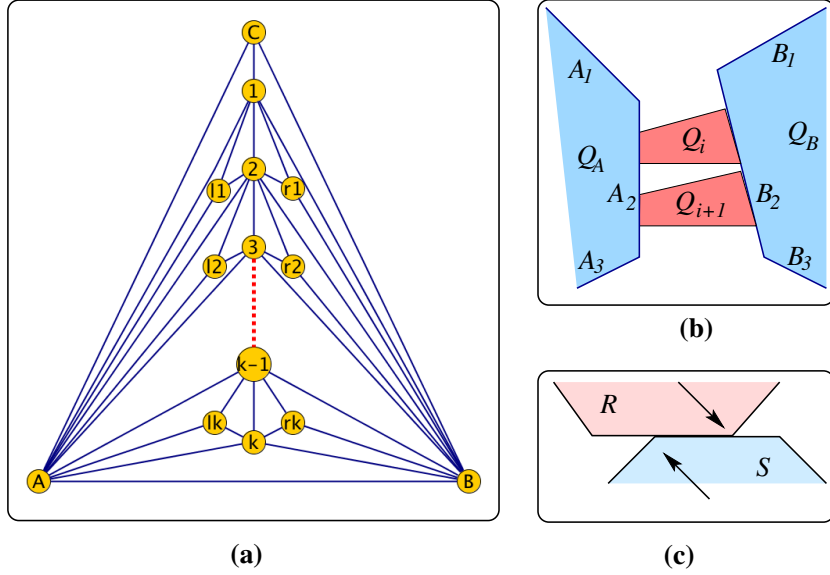 C
1
2
l1
r1
3
l2
r2
k-1
lk
rk
k
A
B
(a)
A1
B1
Qi
QA
QB
A2
B2
Qi+1
A3
B3
(b)
R
S
(c)